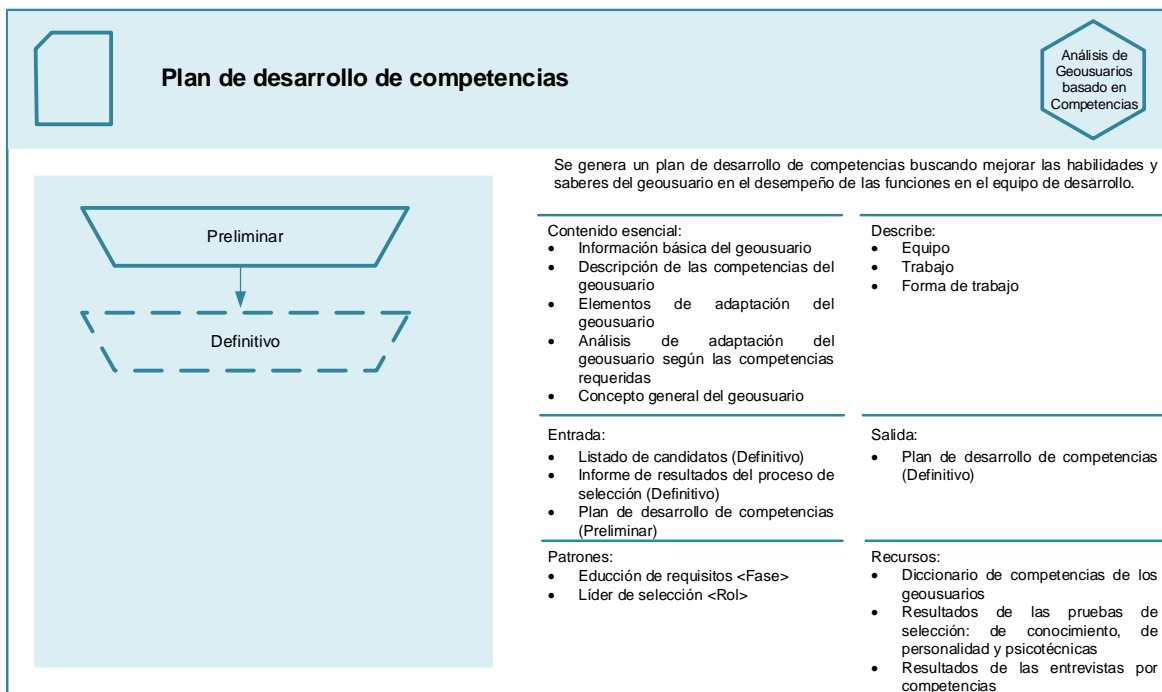 Plan de desarrollo de competencias
Análisis de
Geousuarios
basado en
Competencias
Preliminar
Definitivo
Se genera un plan de desarrollo de competencias buscando mejorar las habilidades y
saberes del geousuario en el desempeño de las funciones en el equipo de desarrollo.
Contenido esencial:
• Información básica del geousuario
• Descripción de las competencias del
geousuario
• Elementos de adaptación del
geousuario
• Análisis de adaptación del
geousuario según las competencias
requeridas
• Concepto general del geousuario
Describe:
• Equipo
• Trabajo
• Forma de trabajo
Entrada:
• Listado de candidatos (Definitivo)
• Informe de resultados del proceso de
selección (Definitivo)
• Plan de desarrollo de competencias
(Preliminar)
Salida:
• Plan de desarrollo de competencias
(Definitivo)
Patrones:
• Educción de requisitos <Fase>
• Líder de selección <Rol>
Recursos:
• Diccionario de competencias de los
geousuarios
• Resultados de las pruebas de
selección: de conocimiento, de
personalidad y psicotécnicas
• Resultados de las entrevistas por
competencias